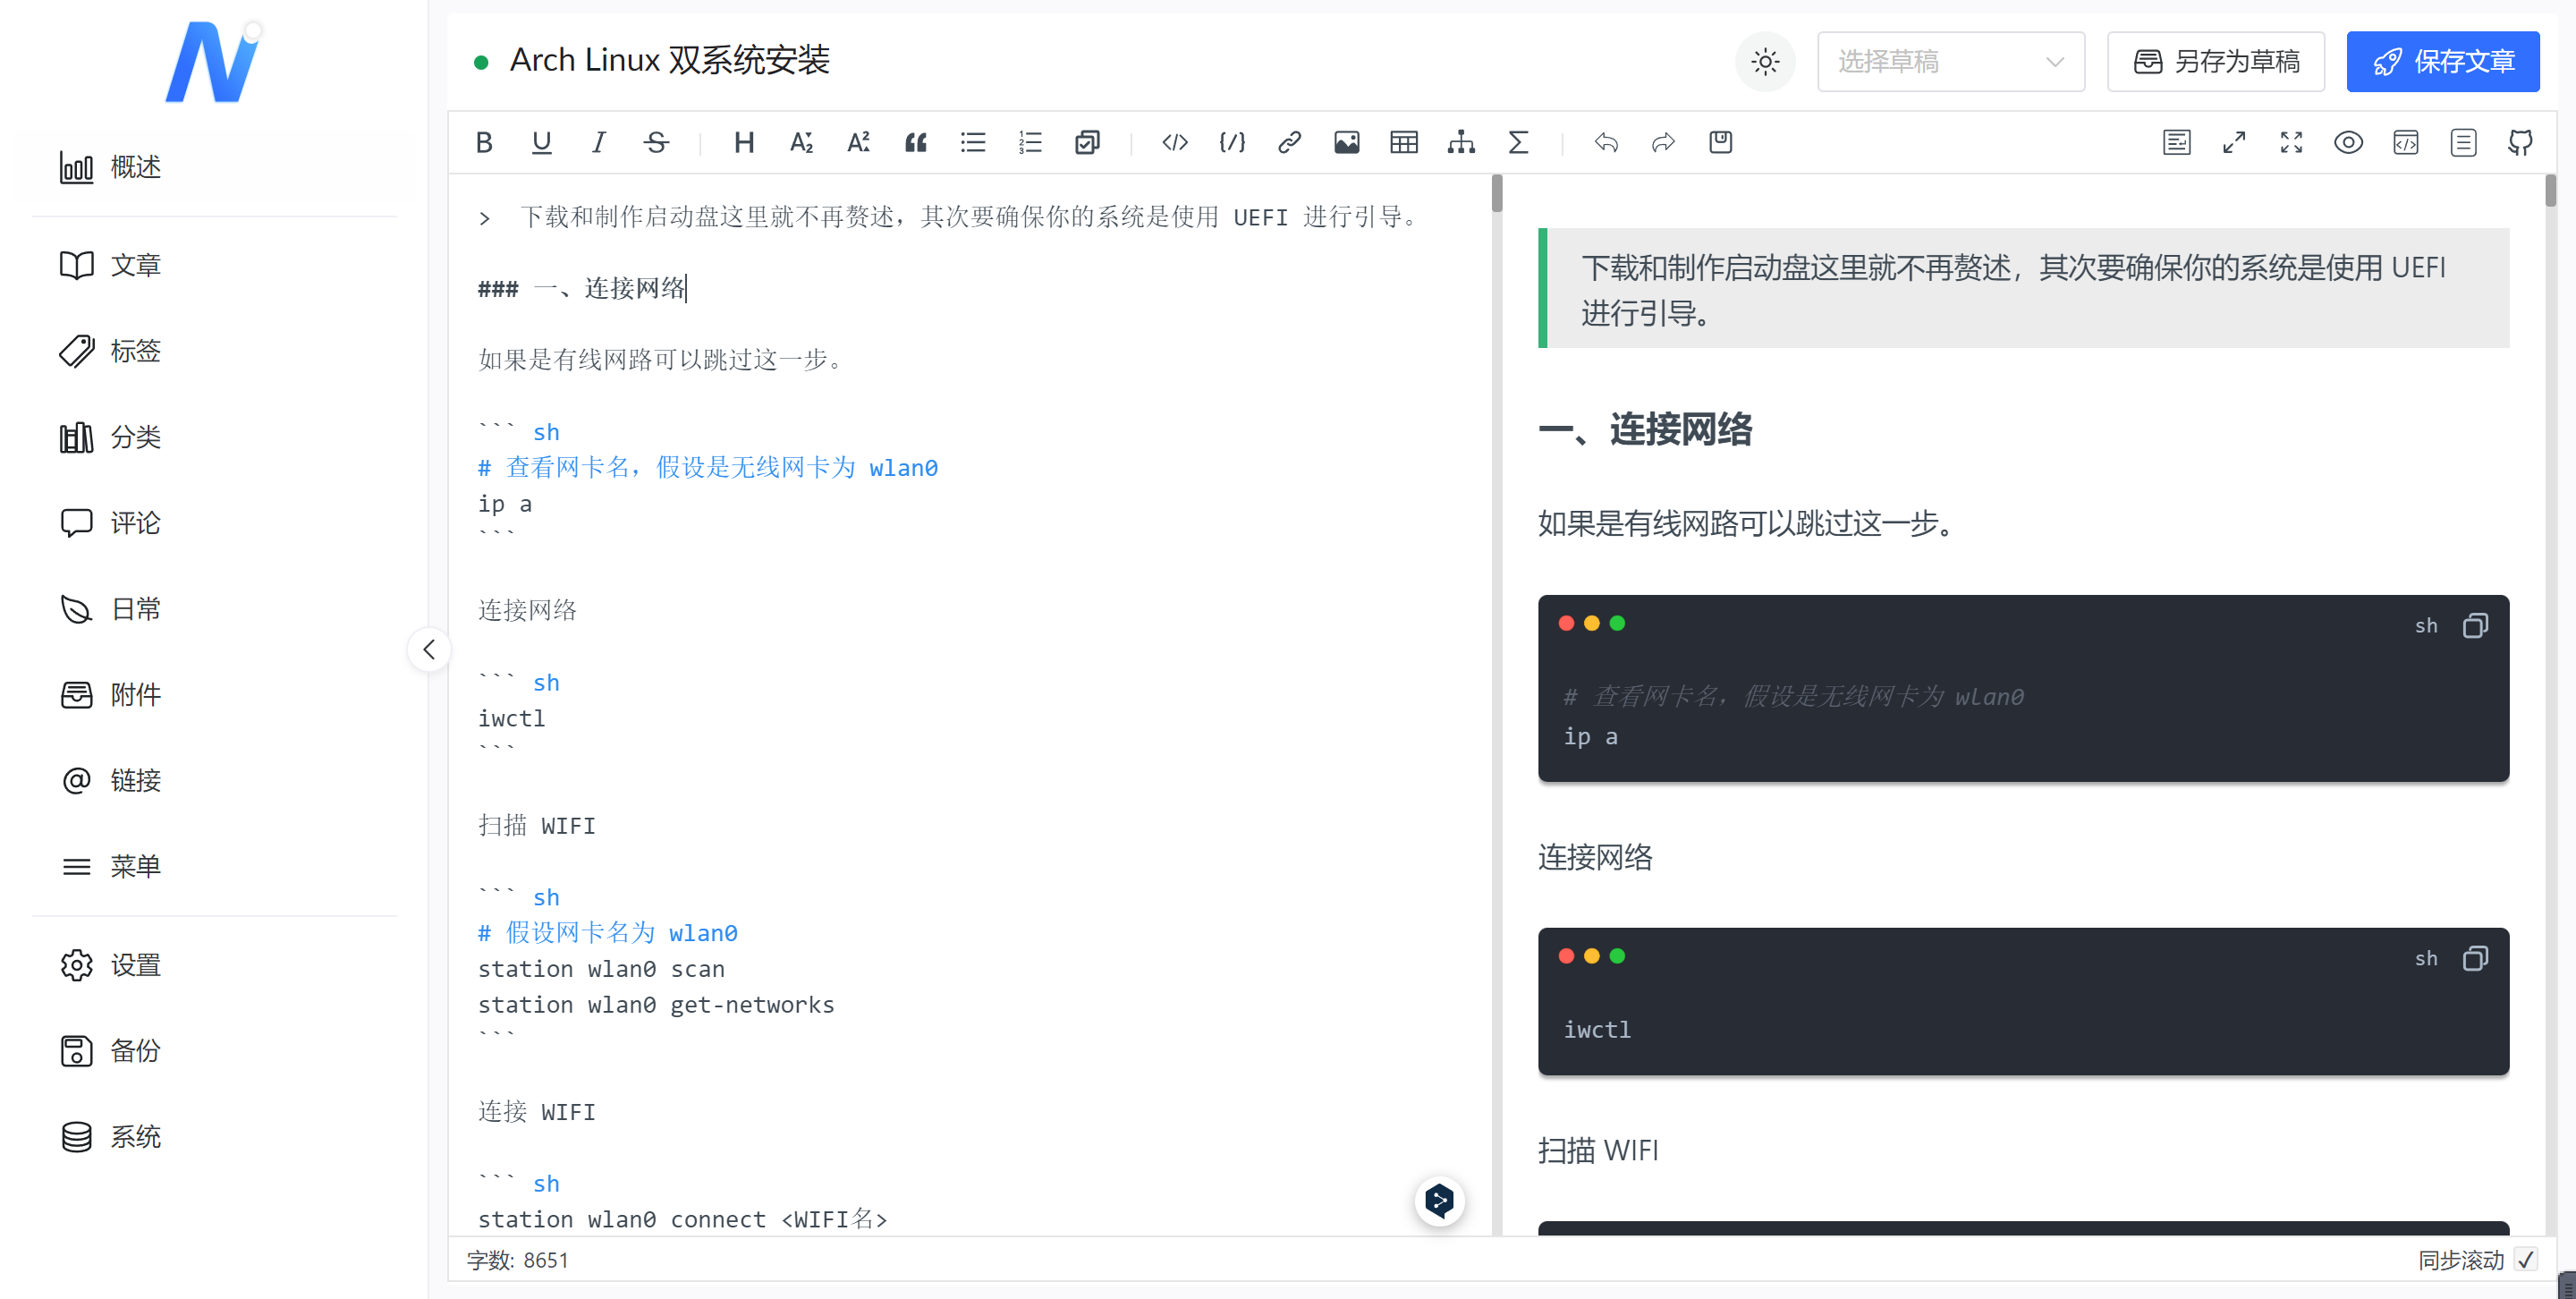 Arch Linux 双系统安装
选择草稿
另存为草稿
保存文章
概述
文章
标签
分类
评论
日常
附件
链接
菜单
设置
备份
系统
> 下载和制作启动盘这里就不再赘述，其次要确保你的系统是使用 UEFI 进行引导。
### 一、连接网络
如果是有线网路可以跳过这一步。
``` sh
# 查看网卡名，假设是无线网卡为 wlan0
ip a
```
连接网络
``` sh
iwctl
```
扫描 WIFI
``` sh
# 假设网卡名为 wlan0
station wlan0 scan
station wlan0 get-networks
```
连接 WIFI
``` sh
station wlan0 connect <WIFI名>
下载和制作启动盘这里就不再赘述，其次要确保你的系统是使用 UEFI
进行引导。
一、连接网络
如果是有线网路可以跳过这一步。
sh
# 查看网卡名，假设是无线网卡为 wlan0
ip a
连接网络
sh
iwctl
扫描 WIFI
字数: 8651
同步滚动